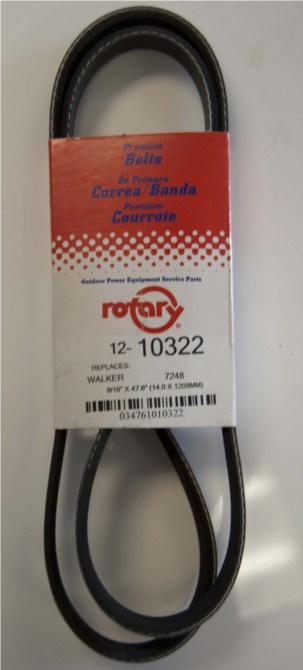 Premium
Belts
De Primera
Correa/Banda
Premium
Courroie
Outdoor Power Equipment Service Parts
rotary
®
12- 10322
REPLACES:
WALKER 7248
9/16" X 47.6" (14.0 X 1209MM)
034761010322